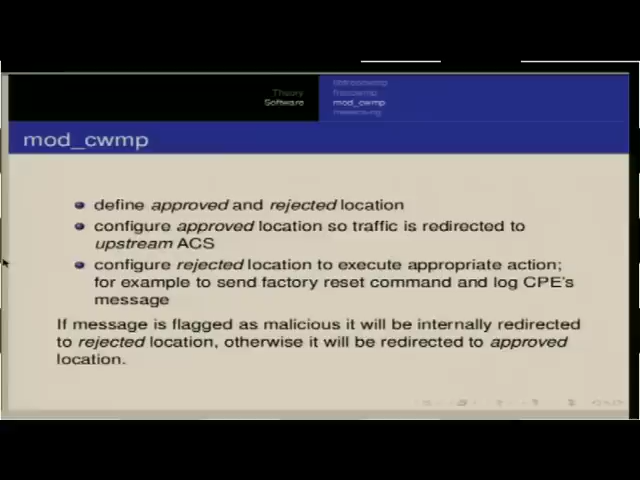 Theory
Software
mod_cwmp
mod_cwmp
define approved and rejected location
configure approved location so traffic is redirected to
upstream ACS
configure rejected location to execute appropriate action;
for example to send factory reset command and log CPE's
message
If message is flagged as malicious it will be internally redirected
to rejected location, otherwise it will be redirected to approved
location.